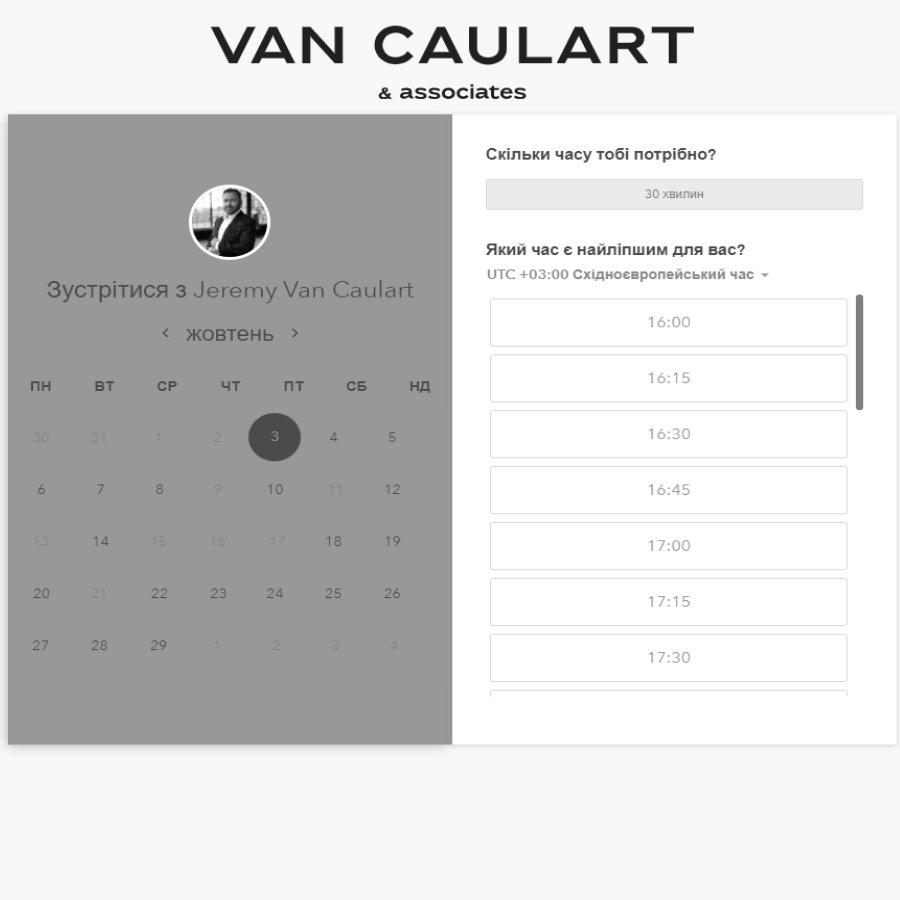 VAN CAULART
& associates
Зустрітися з Jeremy Van Caulart
жовтень
ПН ВТ СР ЧТ ПТ СБ НД
30 31 1 2 3 4 5
6 7 8 9 10 11 12
13 14 15 16 17 18 19
20 21 22 23 24 25 26
27 28 29 1 2 3 4
Скільки часу тобі потрібно?
30 хвилин
Який час є найліпшим для вас?
UTC +03:00 Східноєвропейський час
16:00
16:15
16:30
16:45
17:00
17:15
17:30